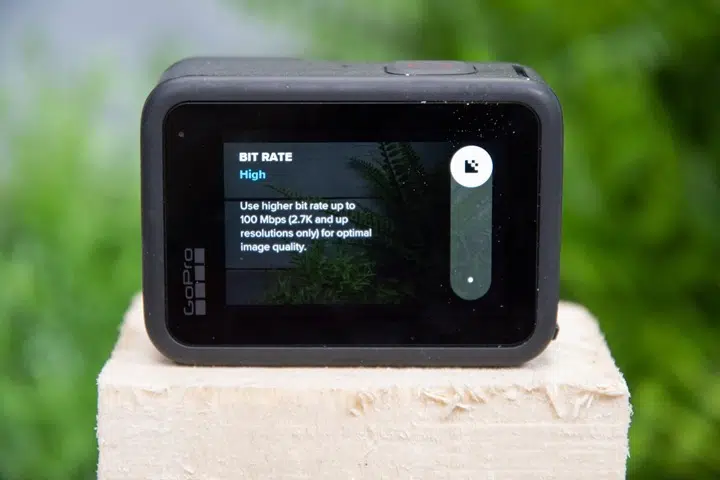 BIT RATE
High
Use higher bit rate up to
100 Mbps (2.7K and up
resolutions only) for optimal
image quality.
GoPro